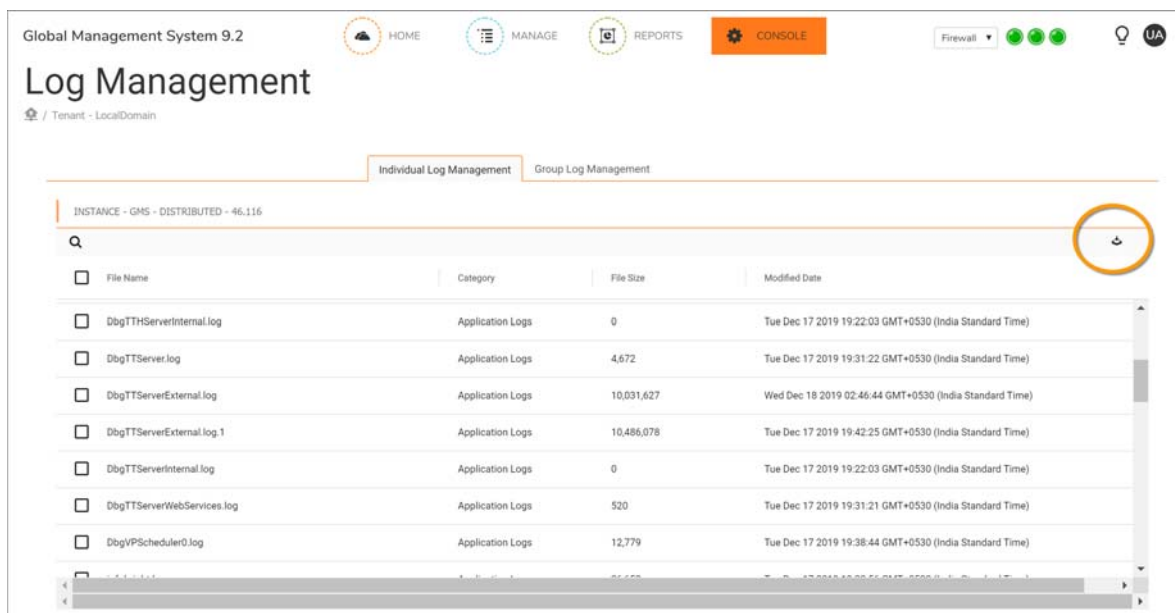 Global Management System 9.2 HOME MANAGE REPORTS CONSOLE Firewall UA
Log Management
/ Tenant - LocalDomain
Individual Log Management Group Log Management
INSTANCE - GMS - DISTRIBUTED - 46.116
File Name Category File Size Modified Date
DbgTTHServerInternal.log Application Logs 0 Tue Dec 17 2019 19:22:03 GMT+0530 (India Standard Time)
DbgTTServer.log Application Logs 4,672 Tue Dec 17 2019 19:31:22 GMT+0530 (India Standard Time)
DbgTTServerExternal.log Application Logs 10,031,627 Wed Dec 18 2019 02:46:44 GMT+0530 (India Standard Time)
DbgTTServerExternal.log.1 Application Logs 10,486,078 Tue Dec 17 2019 19:42:25 GMT+0530 (India Standard Time)
DbgTTServerInternal.log Application Logs 0 Tue Dec 17 2019 19:22:03 GMT+0530 (India Standard Time)
DbgTTServerWebServices.log Application Logs 520 Tue Dec 17 2019 19:31:21 GMT+0530 (India Standard Time)
DbgVPScheduler0.log Application Logs 12,779 Tue Dec 17 2019 19:38:44 GMT+0530 (India Standard Time)